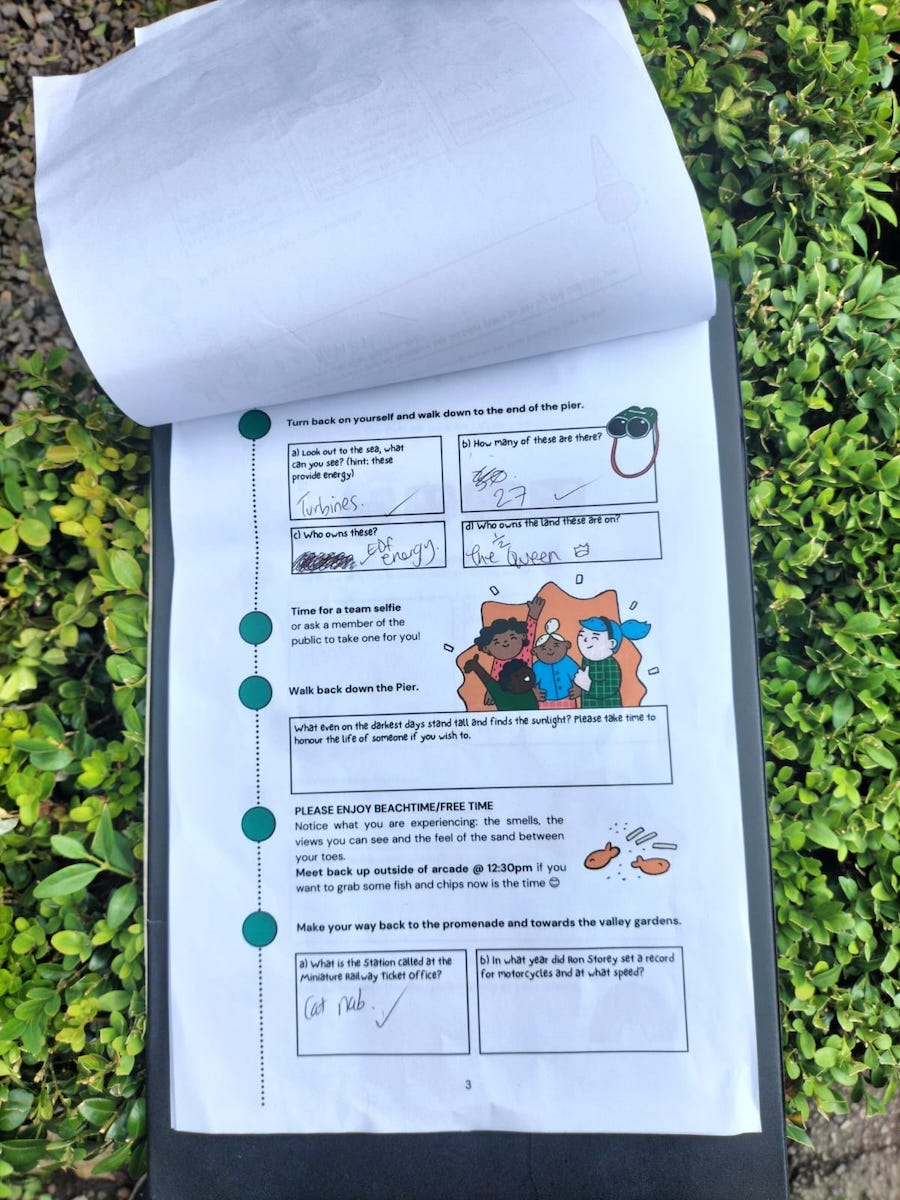 Turn back on yourself and walk down to the end of the pier.
a) Look out to the sea, what
can you see? (hint: these
provide energy)
Turbines.
b) How many of these are there?
27
c) Who owns these?
EDF
energy.
d) Who owns the land these are on?
1/2
the Queen
Time for a team selfie
or ask a member of the
public to take one for you!
Walk back down the Pier.
What even on the darkest days stand tall and finds the sunlight? Please take time to
honour the life of someone if you wish to.
PLEASE ENJOY BEACHTIME/FREE TIME
Notice what you are experiencing: the smells, the
views you can see and the feel of the sand between
your toes.
Meet back up outside of arcade @ 12:30pm if you
want to grab some fish and chips now is the time 😊
Make your way back to the promenade and towards the valley gardens.
a) What is the Station called at the
Miniature Railway Ticket Office?
Cat Nab.
b) In what year did Ron Storey set a record
for motorcycles and at what speed?
3